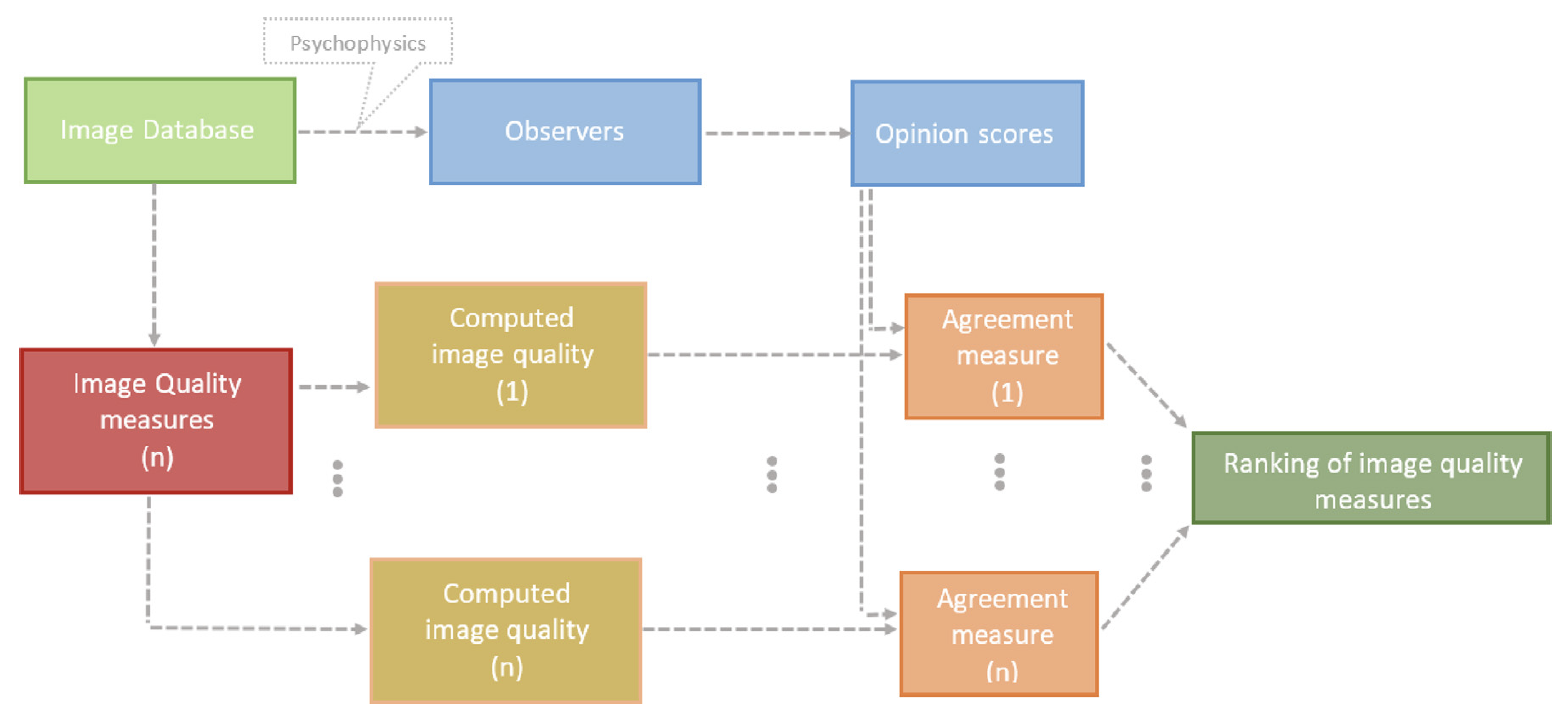 Psychophysics
Image Database
Observers
Opinion scores
Computed
image quality
(1)
Agreement
measure
(1)
Image Quality
measures
(n)
Ranking of image quality
measures
Computed
image quality
(n)
Agreement
measure
(n)